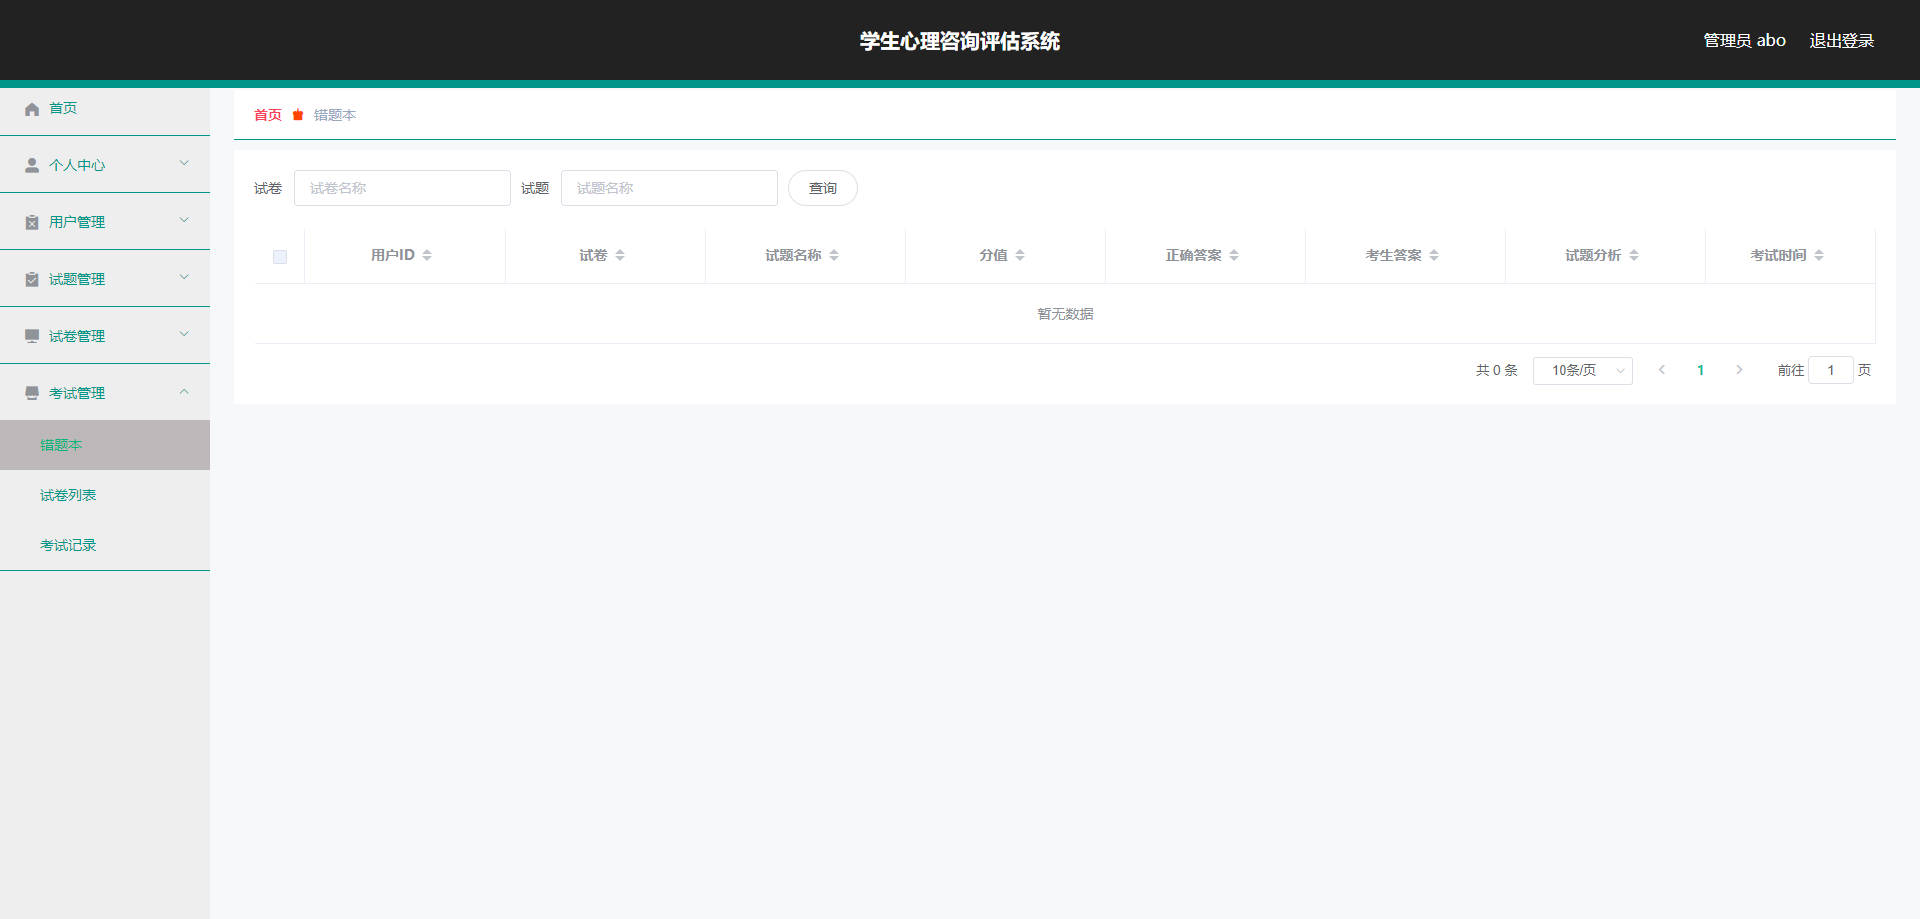 学生心理咨询评估系统
管理员 abo 退出登录
首页
个人中心
用户管理
试题管理
试卷管理
考试管理
错题本
试卷列表
考试记录
首页 错题本
试卷 试卷名称 试题 试题名称 查询
用户ID 试卷 试题名称 分值 正确答案 考生答案 试题分析 考试时间
暂无数据
共 0 条 10条/页 1 前往 1 页